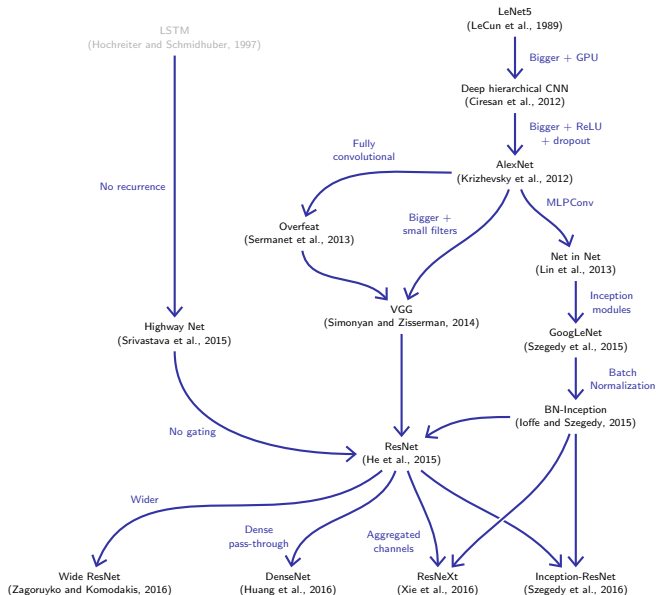 LeNet5
(LeCun et al., 1989)
LSTM
(Hochreiter and Schmidhuber, 1997)
Bigger + GPU
Deep hierarchical CNN
(Ciresan et al., 2012)
Bigger + ReLU
+ dropout
Fully
convolutional
AlexNet
(Krizhevsky et al., 2012)
No recurrence
MLPConv
Bigger +
small filters
Overfeat
(Sermanet et al., 2013)
Net in Net
(Lin et al., 2013)
Inception
modules
VGG
(Simonyan and Zisserman, 2014)
Highway Net
(Srivastava et al., 2015)
GoogLeNet
(Szegedy et al., 2015)
Batch
Normalization
BN-Inception
(Ioffe and Szegedy, 2015)
No gating
ResNet
(He et al., 2015)
Wider
Dense
pass-through
Aggregated
channels
Wide ResNet
(Zagoruyko and Komodakis, 2016)
DenseNet
(Huang et al., 2016)
ResNeXt
(Xie et al., 2016)
Inception-ResNet
(Szegedy et al., 2016)